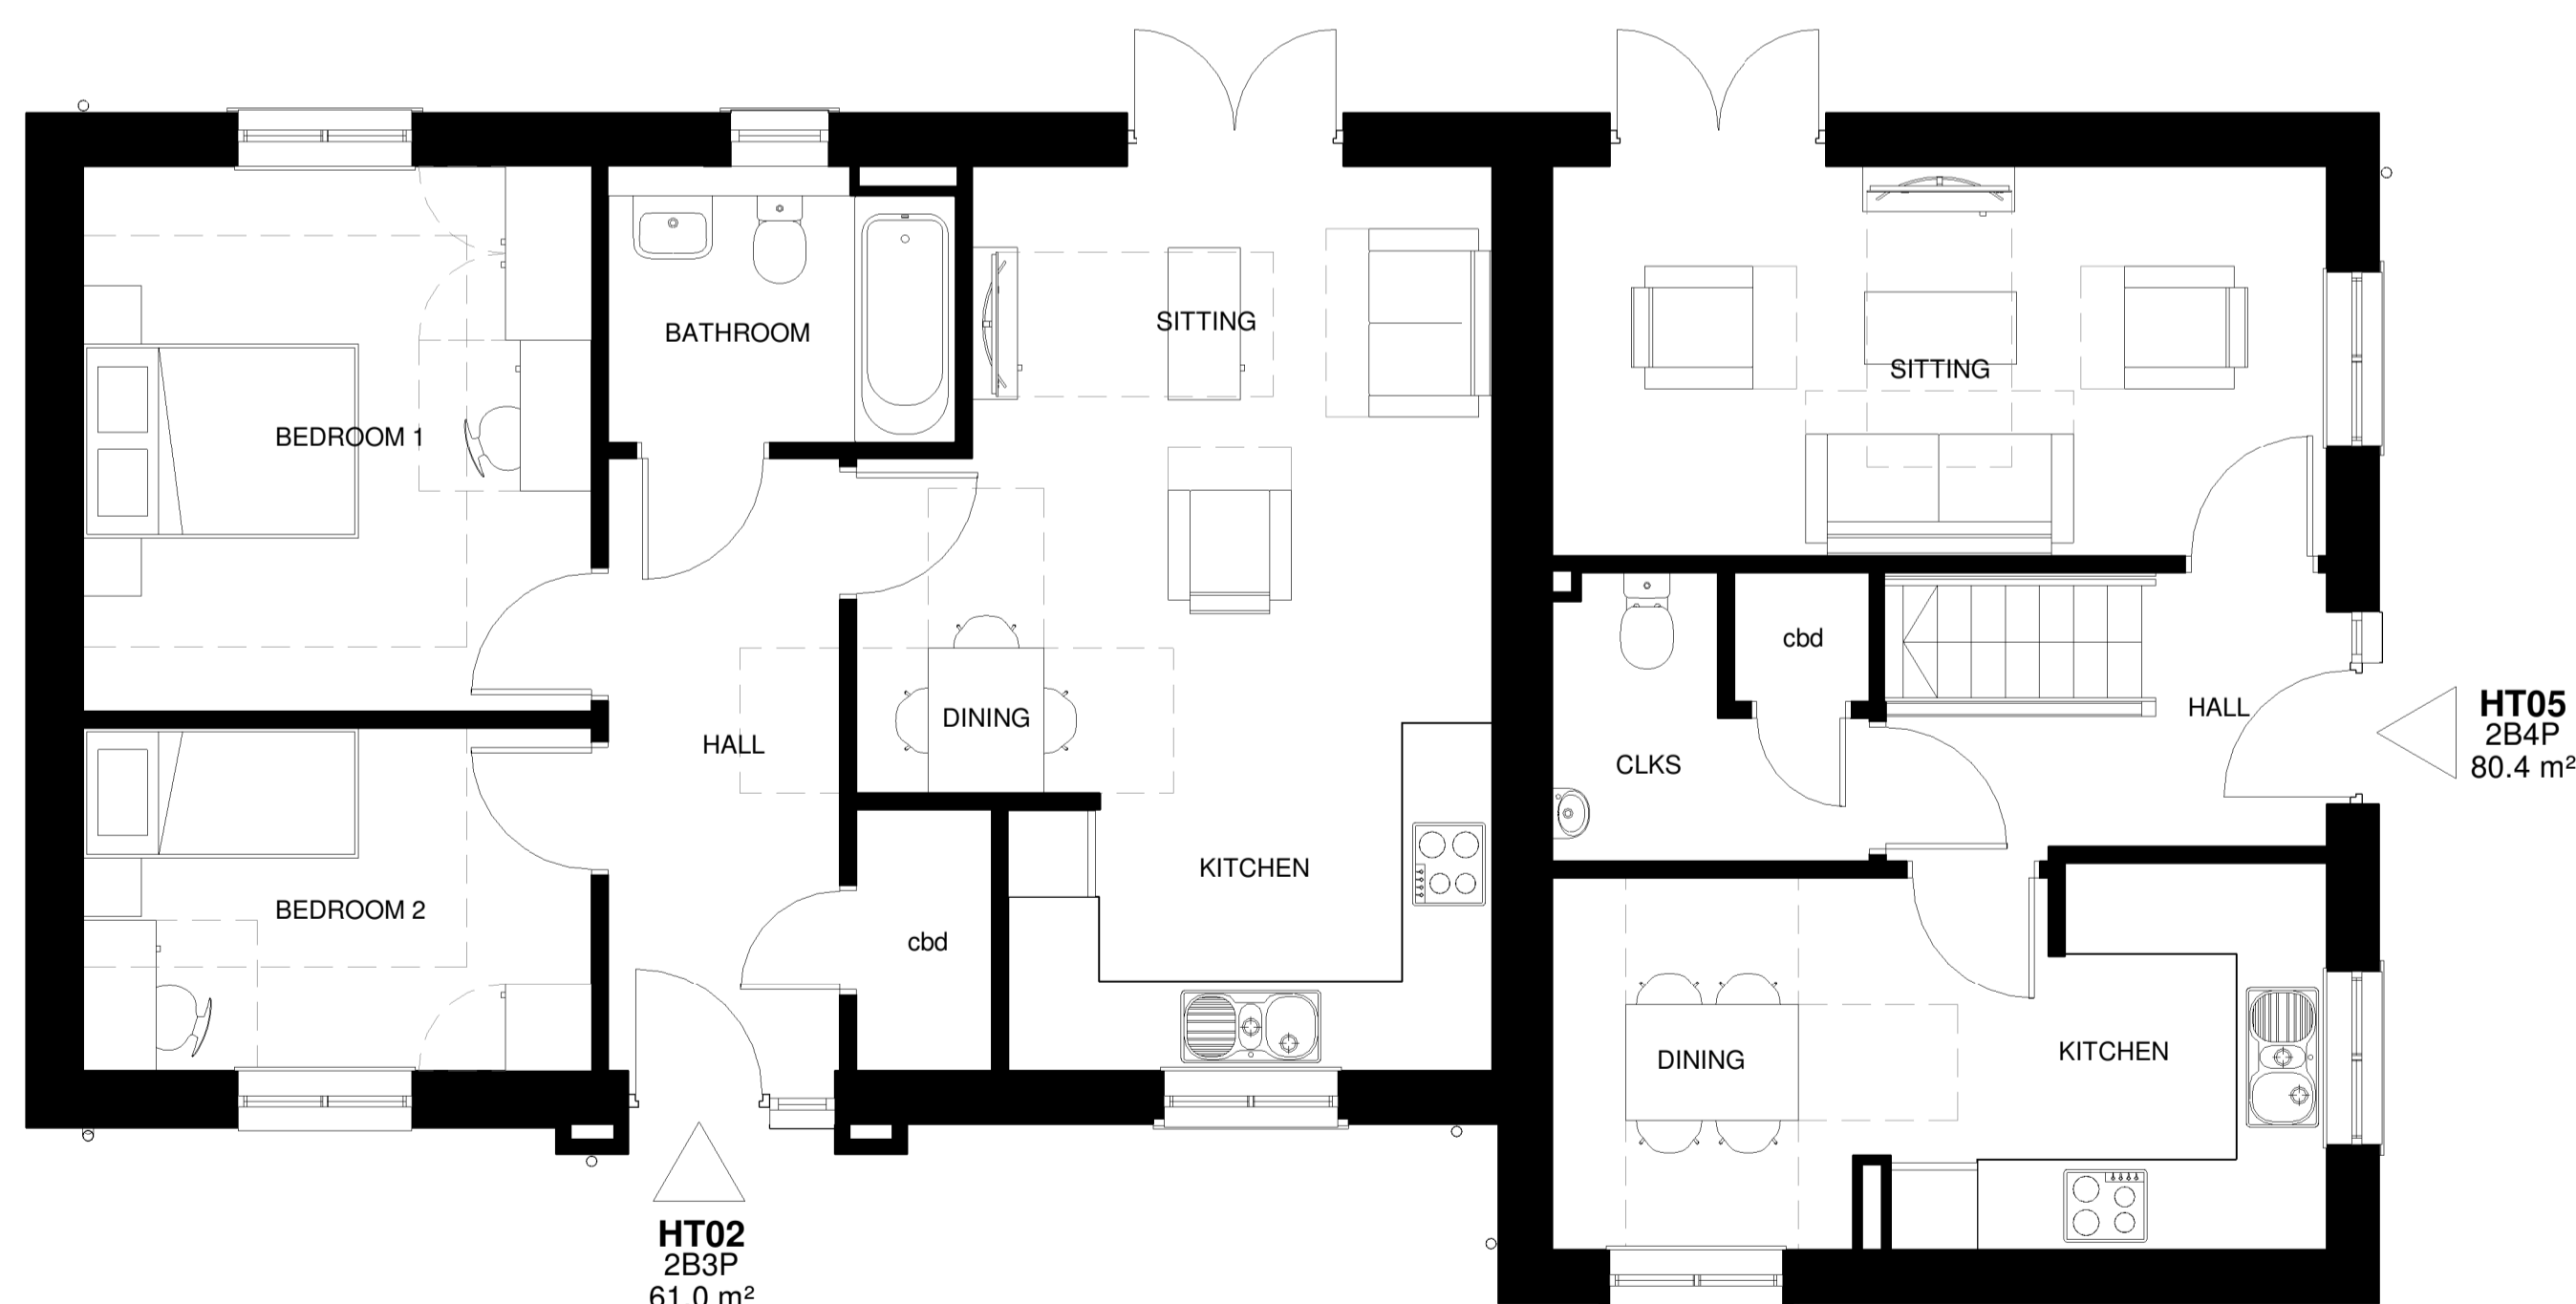 BATHROOM
SITTING
SITTING
BEDROOM 1
cbd
HALL
DINING
HALL
HT05
2B4P
80.4 m²
CLKS
KITCHEN
BEDROOM 2
cbd
DINING
KITCHEN
HT02
2B3P
61.0 m²